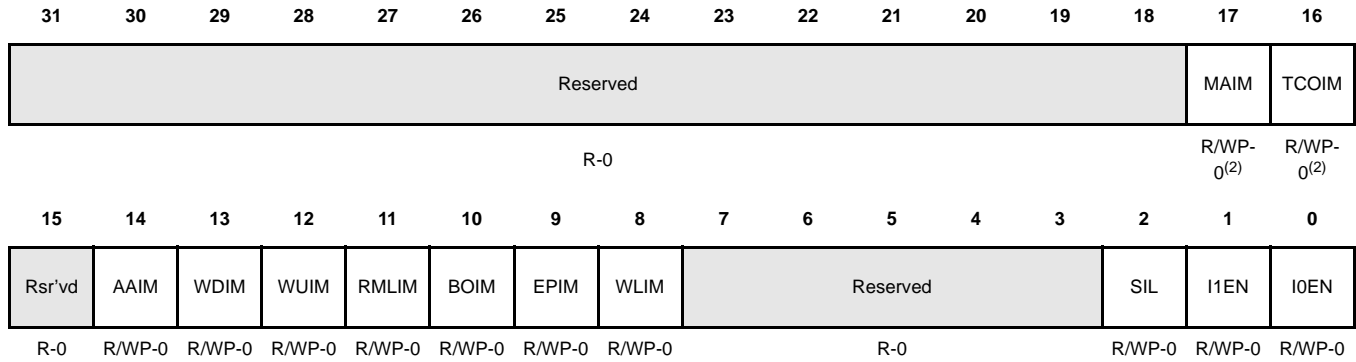 31 30 29 28 27 26 25 24 23 22 21 20 19 18 17 16
Reserved MAIM TCOIM
R-0 R/WP-0(2) R/WP-0(2)
15 14 13 12 11 10 9 8 7 6 5 4 3 2 1 0
Rsr'vd AAIM WDIM WUIM RMLIM BOIM EPIM WLIM Reserved SIL I1EN I0EN
R-0 R/WP-0 R/WP-0 R/WP-0 R/WP-0 R/WP-0 R/WP-0 R/WP-0 R-0 R/WP-0 R/WP-0 R/WP-0